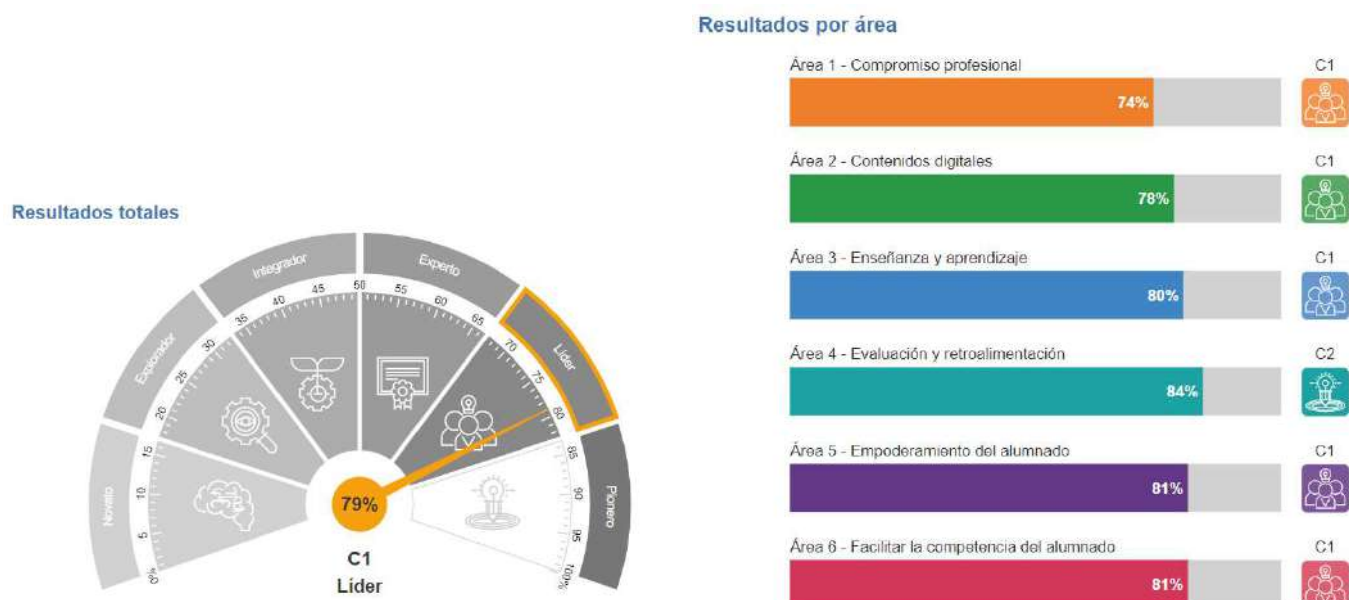 Resultados totales
Novato
Explorador
Integrador
Experto
Líder
Pionero
0%
5
10
15
20
25
30
35
40
45
50
55
60
65
70
75
80
85
90
95
100%
79%
C1
Líder
Resultados por área
Área 1 - Compromiso profesional
C1
74%
Área 2 - Contenidos digitales
C1
78%
Área 3 - Enseñanza y aprendizaje
C1
80%
Área 4 - Evaluación y retroalimentación
C2
84%
Área 5 - Empoderamiento del alumnado
C1
81%
Área 6 - Facilitar la competencia del alumnado
C1
81%